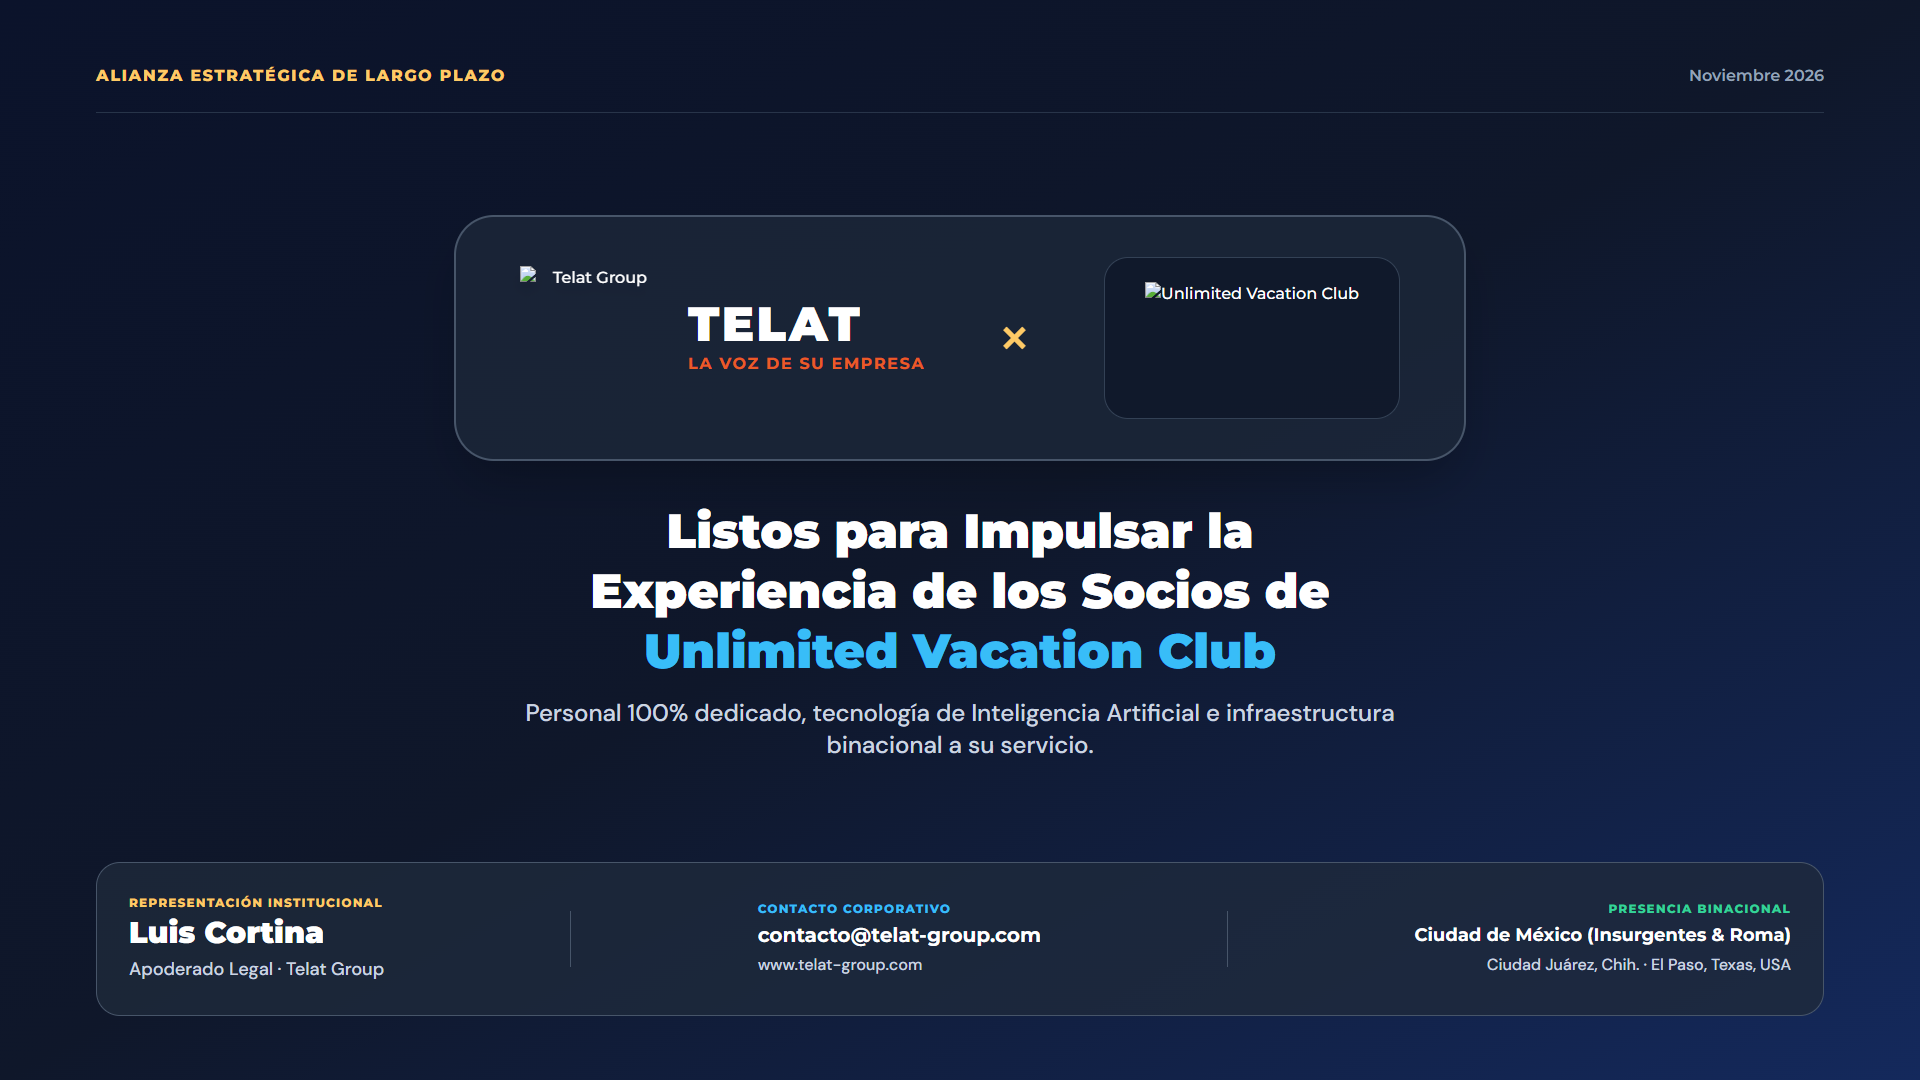 ALIANZA ESTRATÉGICA DE LARGO PLAZO
Noviembre 2026
Telat Group
TELAT
LA VOZ DE SU EMPRESA
×
Unlimited Vacation Club
Listos para Impulsar la
Experiencia de los Socios de
Unlimited Vacation Club
Personal 100% dedicado, tecnología de Inteligencia Artificial e infraestructura
binacional a su servicio.
REPRESENTACIÓN INSTITUCIONAL
Luis Cortina
Apoderado Legal · Telat Group
CONTACTO CORPORATIVO
contacto@telat-group.com
www.telat-group.com
PRESENCIA BINACIONAL
Ciudad de México (Insurgentes & Roma)
Ciudad Juárez, Chih. · El Paso, Texas, USA